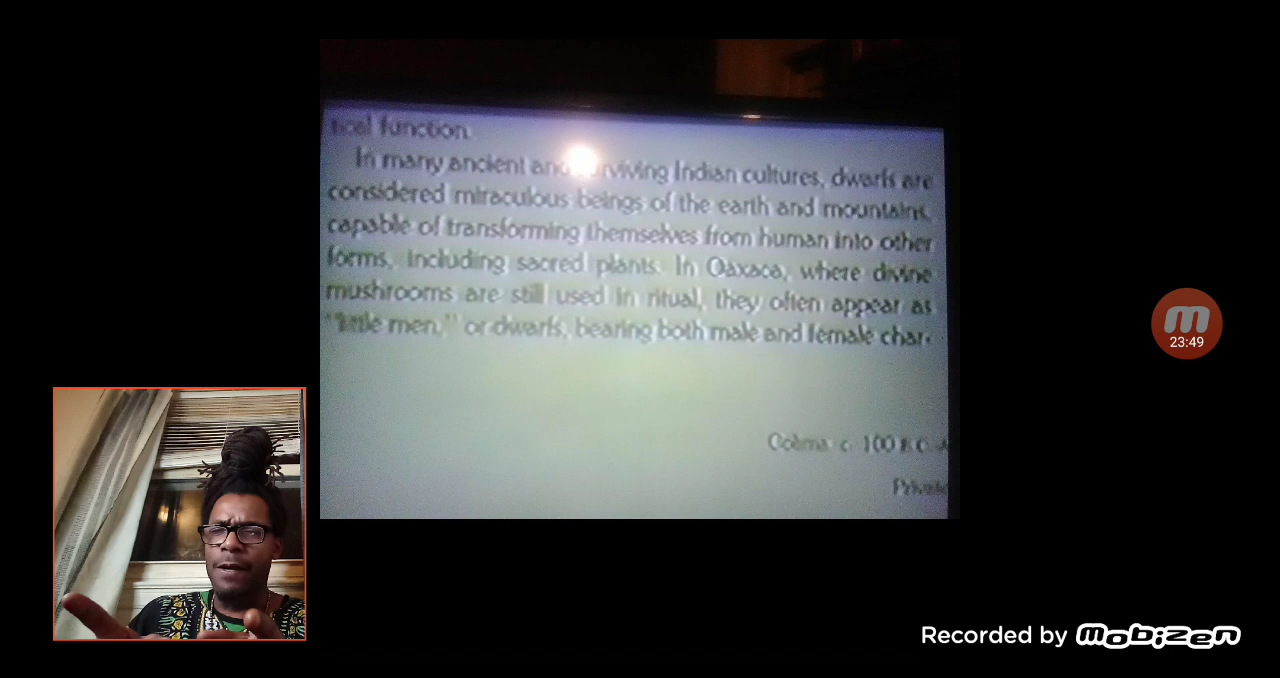 tical function.
In many ancient and surviving Indian cultures, dwarfs are
considered miraculous beings of the earth and mountains,
capable of transforming themselves from human into other
forms, including sacred plants. In Oaxaca, where divine
mushrooms are still used in ritual, they often appear as
"little men," or dwarfs, bearing both male and female char-
Colima c. 100 B.C.
Private
m
23:49
Recorded by mobizen